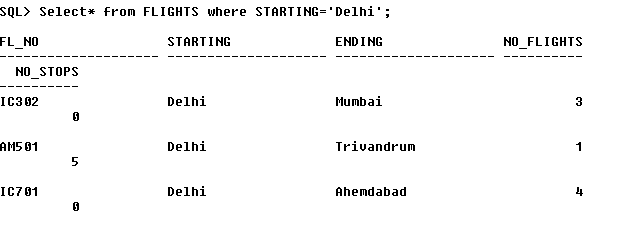 SQL> Select* from FLIGHTS where STARTING='Delhi';
FL_NO STARTING ENDING NO_FLIGHTS
-------------------- -------------------- -------------------- ----------
NO_STOPS
----------
IC302 Delhi Mumbai 3
0
AM501 Delhi Trivandrum 1
5
IC701 Delhi Ahemdabad 4
0